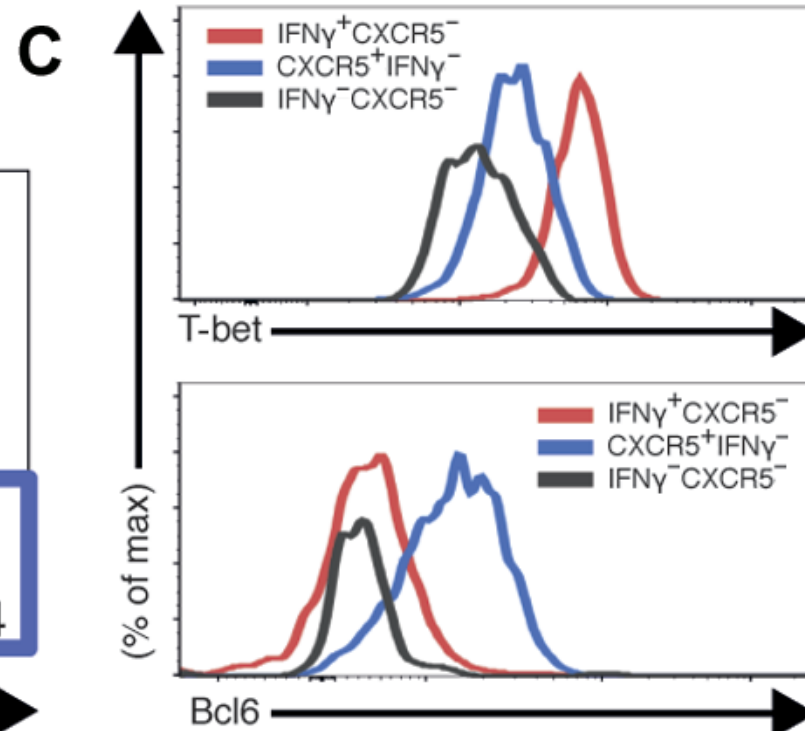 C
IFNγ⁺CXCR5⁻
CXCR5⁺IFNγ⁻
IFNγ⁻CXCR5⁻
T-bet
(% of max)
IFNγ⁺CXCR5⁻
CXCR5⁺IFNγ⁻
IFNγ⁻CXCR5⁻
Bcl6